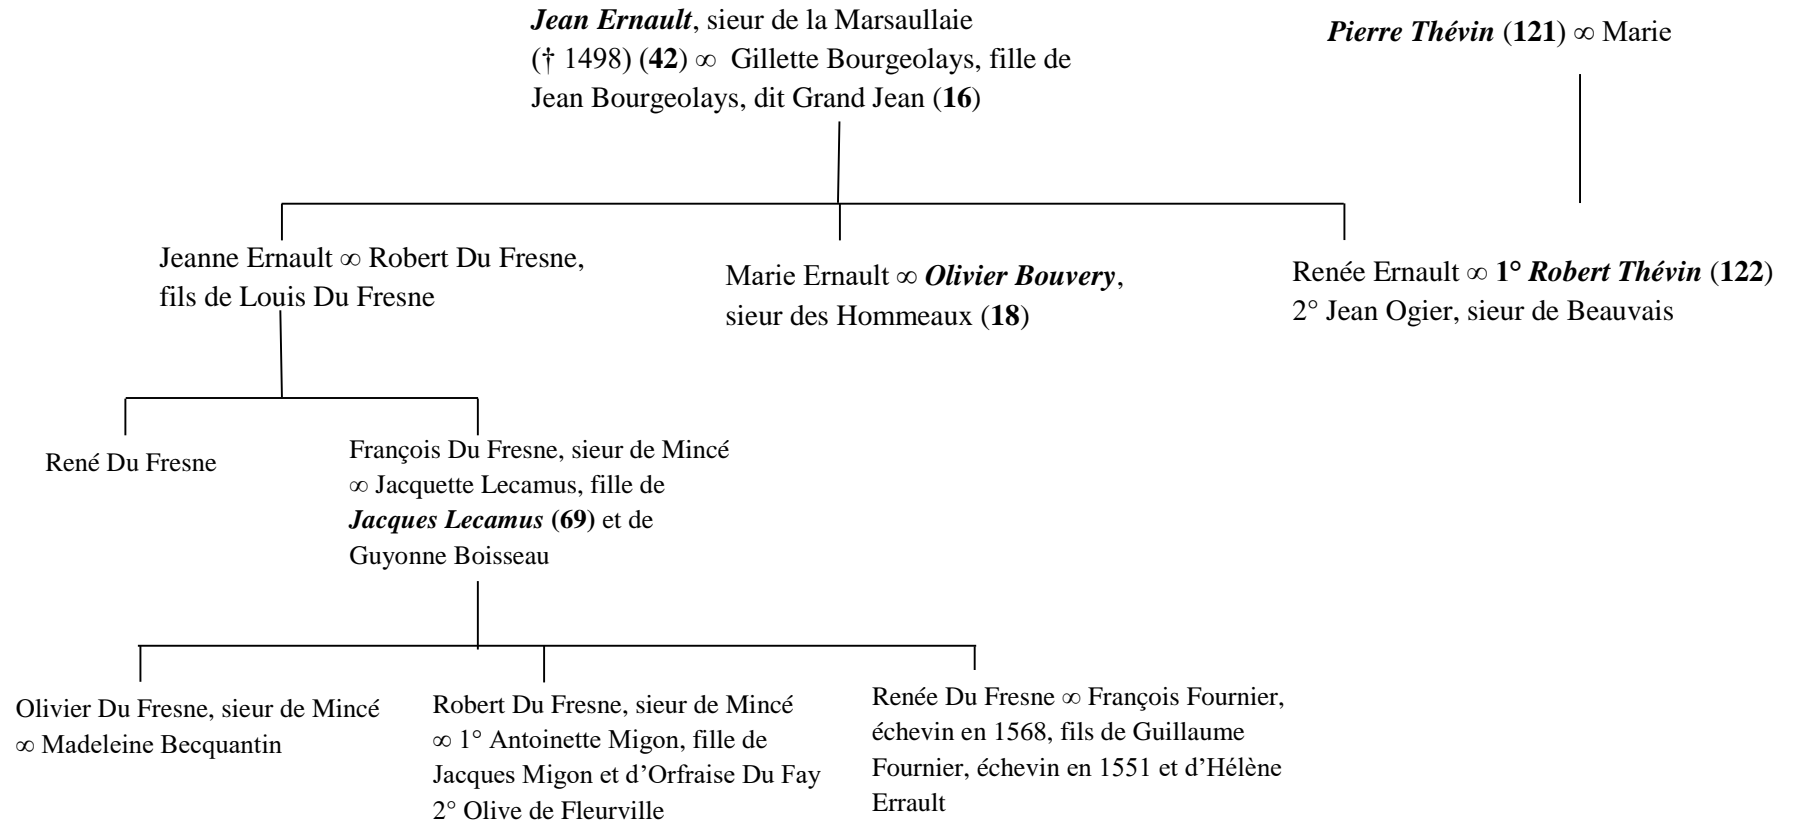 Jean Ernault, sieur de la Marsaullaie
(† 1498) (42) ∞ Gillette Bourgeolays, fille de
Jean Bourgeolays, dit Grand Jean (16)
Pierre Thévin (121) ∞ Marie
Jeanne Ernault ∞ Robert Du Fresne,
fils de Louis Du Fresne
Marie Ernault ∞ Olivier Bouvery,
sieur des Hommeaux (18)
Renée Ernault ∞ 1° Robert Thévin (122)
2° Jean Ogier, sieur de Beauvais
René Du Fresne
François Du Fresne, sieur de Mincé
∞ Jacquette Lecamus, fille de
Jacques Lecamus (69) et de
Guyonne Boisseau
Olivier Du Fresne, sieur de Mincé
∞ Madeleine Becquantin
Robert Du Fresne, sieur de Mincé
∞ 1° Antoinette Migon, fille de
Jacques Migon et d’Orfraise Du Fay
2° Olive de Fleurville
Renée Du Fresne ∞ François Fournier,
échevin en 1568, fils de Guillaume
Fournier, échevin en 1551 et d’Hélène
Errault